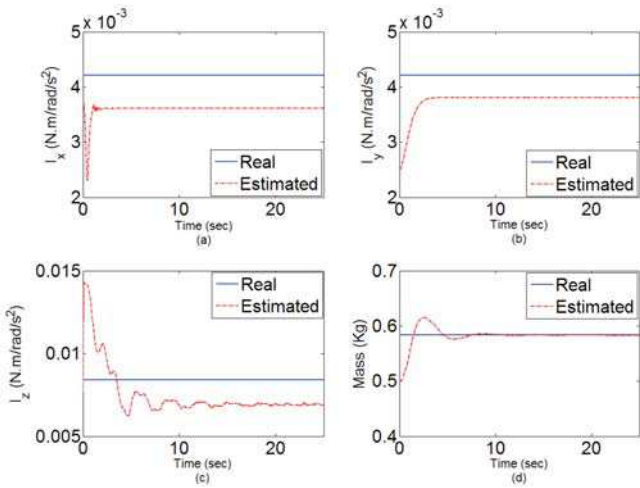 5 x 10⁻³
4
3
2
I_x (N.m/rad/s²)
Real
Estimated
0 10 20
Time (sec)
(a)
5 x 10⁻³
4
3
2
I_y (N.m/rad/s²)
Real
Estimated
0 10 20
Time (sec)
(b)
0.015
0.01
0.005
I_z (N.m/rad/s²)
Real
Estimated
0 10 20
Time (sec)
(c)
0.7
0.6
0.5
0.4
Mass (Kg)
Real
Estimated
0 10 20
Time (sec)
(d)